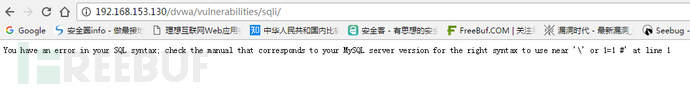 192.168.153.130/dvwa/vulnerabilities/sqli/
安全圈info - 做最接地 理想互联网Web应用 中华人民共和国内比 安全客 - 有思想的安全 FreeBuf.COM | 关注 漏洞时代 - 最新漏洞_ Seebug -
You have an error in your SQL syntax; check the manual that corresponds to your MySQL server version for the right syntax to use near '\' or 1=1 #' at line 1
FREEBUF